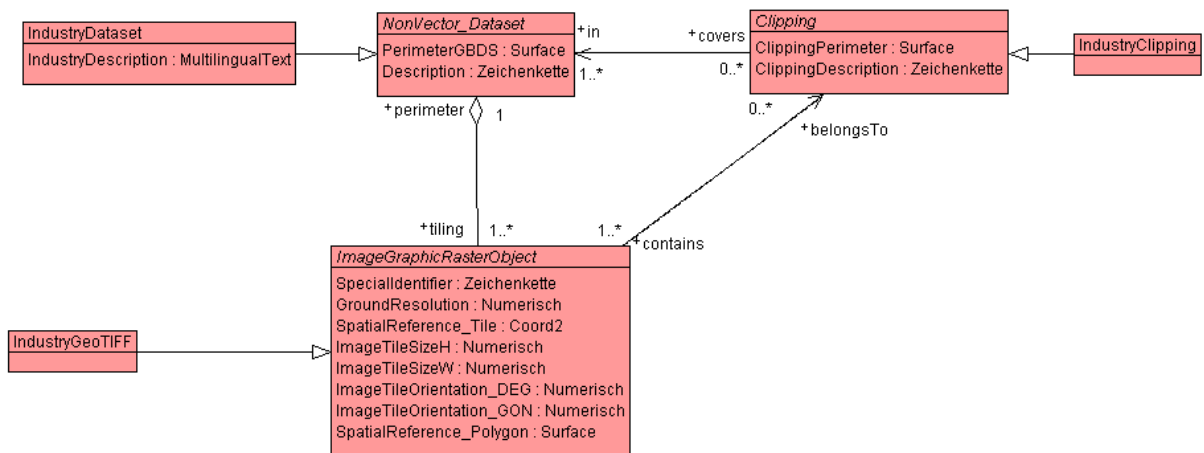 IndustryDataset
IndustryDescription : MultilingualText
NonVector_Dataset
PerimeterGBDS : Surface
Description : Zeichenkette
+in
1..*
+covers
0..*
Clipping
ClippingPerimeter : Surface
ClippingDescription : Zeichenkette
IndustryClipping
+perimeter
1
0..*
+belongsTo
+tiling
1..*
1..*
+contains
ImageGraphicRasterObject
SpecialIdentifier : Zeichenkette
GroundResolution : Numerisch
SpatialReference_Tile : Coord2
ImageTileSizeH : Numerisch
ImageTileSizeW : Numerisch
ImageTileOrientation_DEG : Numerisch
ImageTileOrientation_GON : Numerisch
SpatialReference_Polygon : Surface
IndustryGeoTIFF